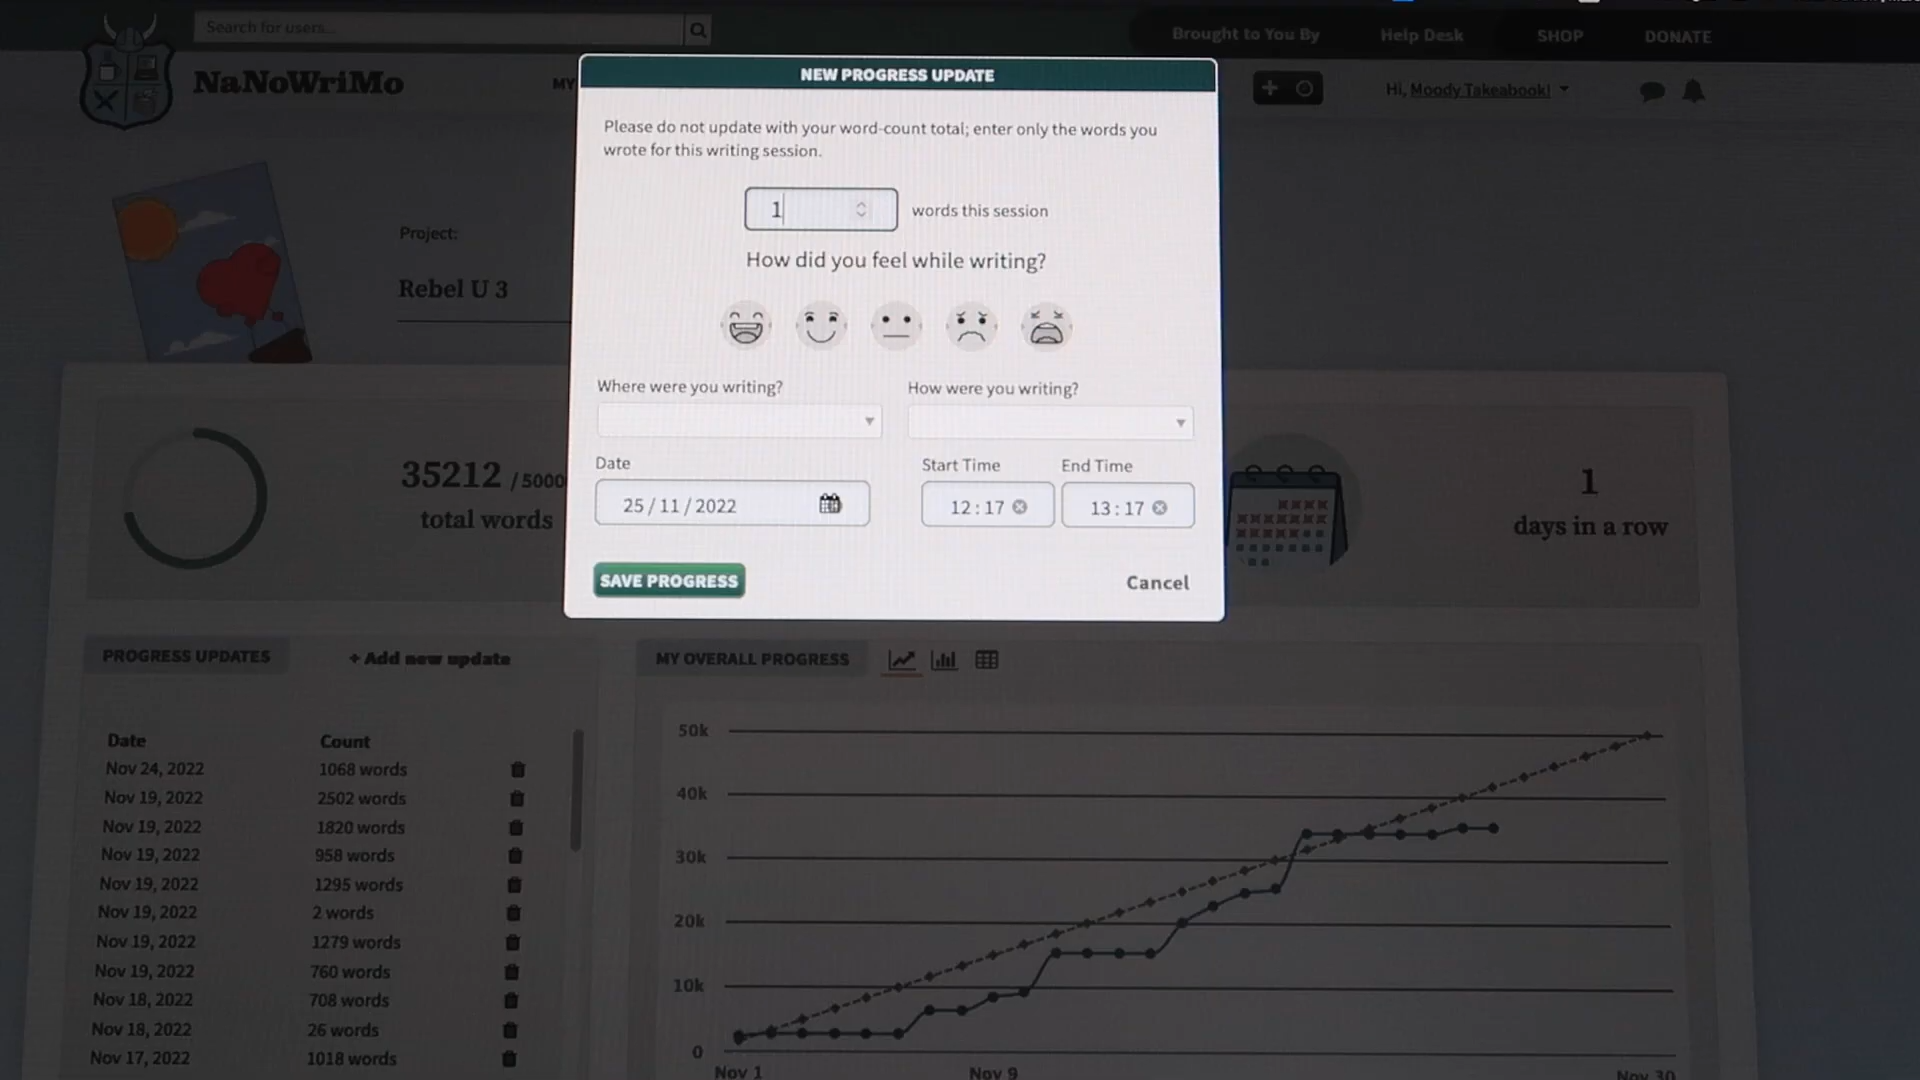 Search for users...
Brought to You By
Help Desk
SHOP
DONATE
NaNoWriMo
MY
Hi, Moody Takeabook!
NEW PROGRESS UPDATE
Please do not update with your word-count total; enter only the words you
wrote for this writing session.
1
words this session
How did you feel while writing?
Project:
Rebel U 3
Where were you writing?
How were you writing?
Date
Start Time
End Time
25/11/2022
12:17
13:17
SAVE PROGRESS
Cancel
35212 / 5000
total words
1
days in a row
PROGRESS UPDATES
+ Add new update
Date Count
Nov 24, 2022 1068 words
Nov 19, 2022 2502 words
Nov 19, 2022 1820 words
Nov 19, 2022 958 words
Nov 19, 2022 1295 words
Nov 19, 2022 2 words
Nov 19, 2022 1279 words
Nov 19, 2022 760 words
Nov 18, 2022 708 words
Nov 18, 2022 26 words
Nov 17, 2022 1018 words
MY OVERALL PROGRESS
50k
40k
30k
20k
10k
0
Nov 1
Nov 9
Nov 30